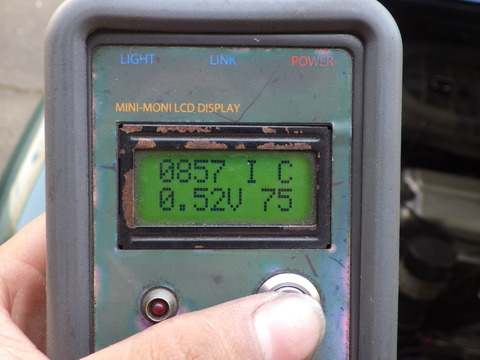 LIGHT LINK POWER
MINI-MONI LCD DISPLAY
0857 I C
0.52V 75